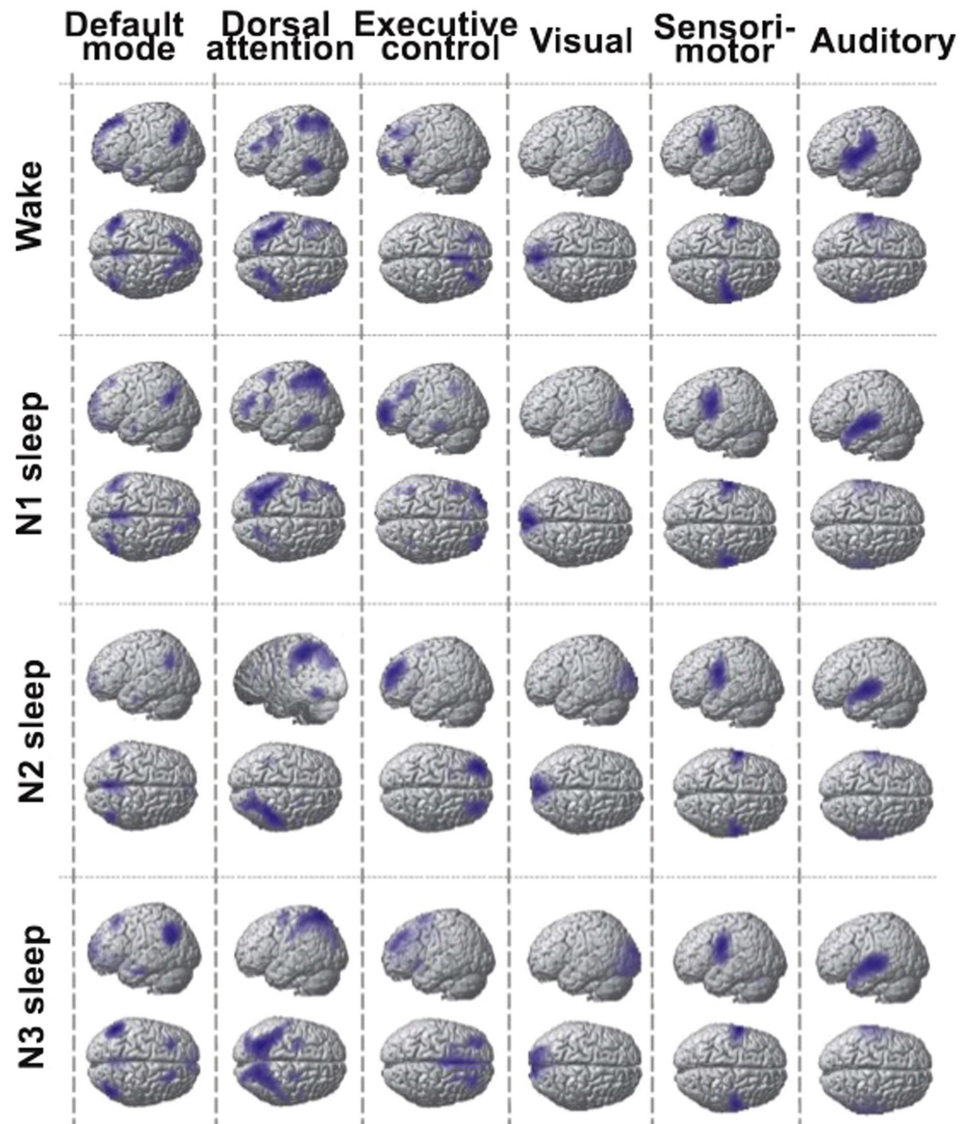 Default
mode
Dorsal
attention
Executive
control
Visual
Sensori-
motor
Auditory
Wake
N1 sleep
N2 sleep
N3 sleep